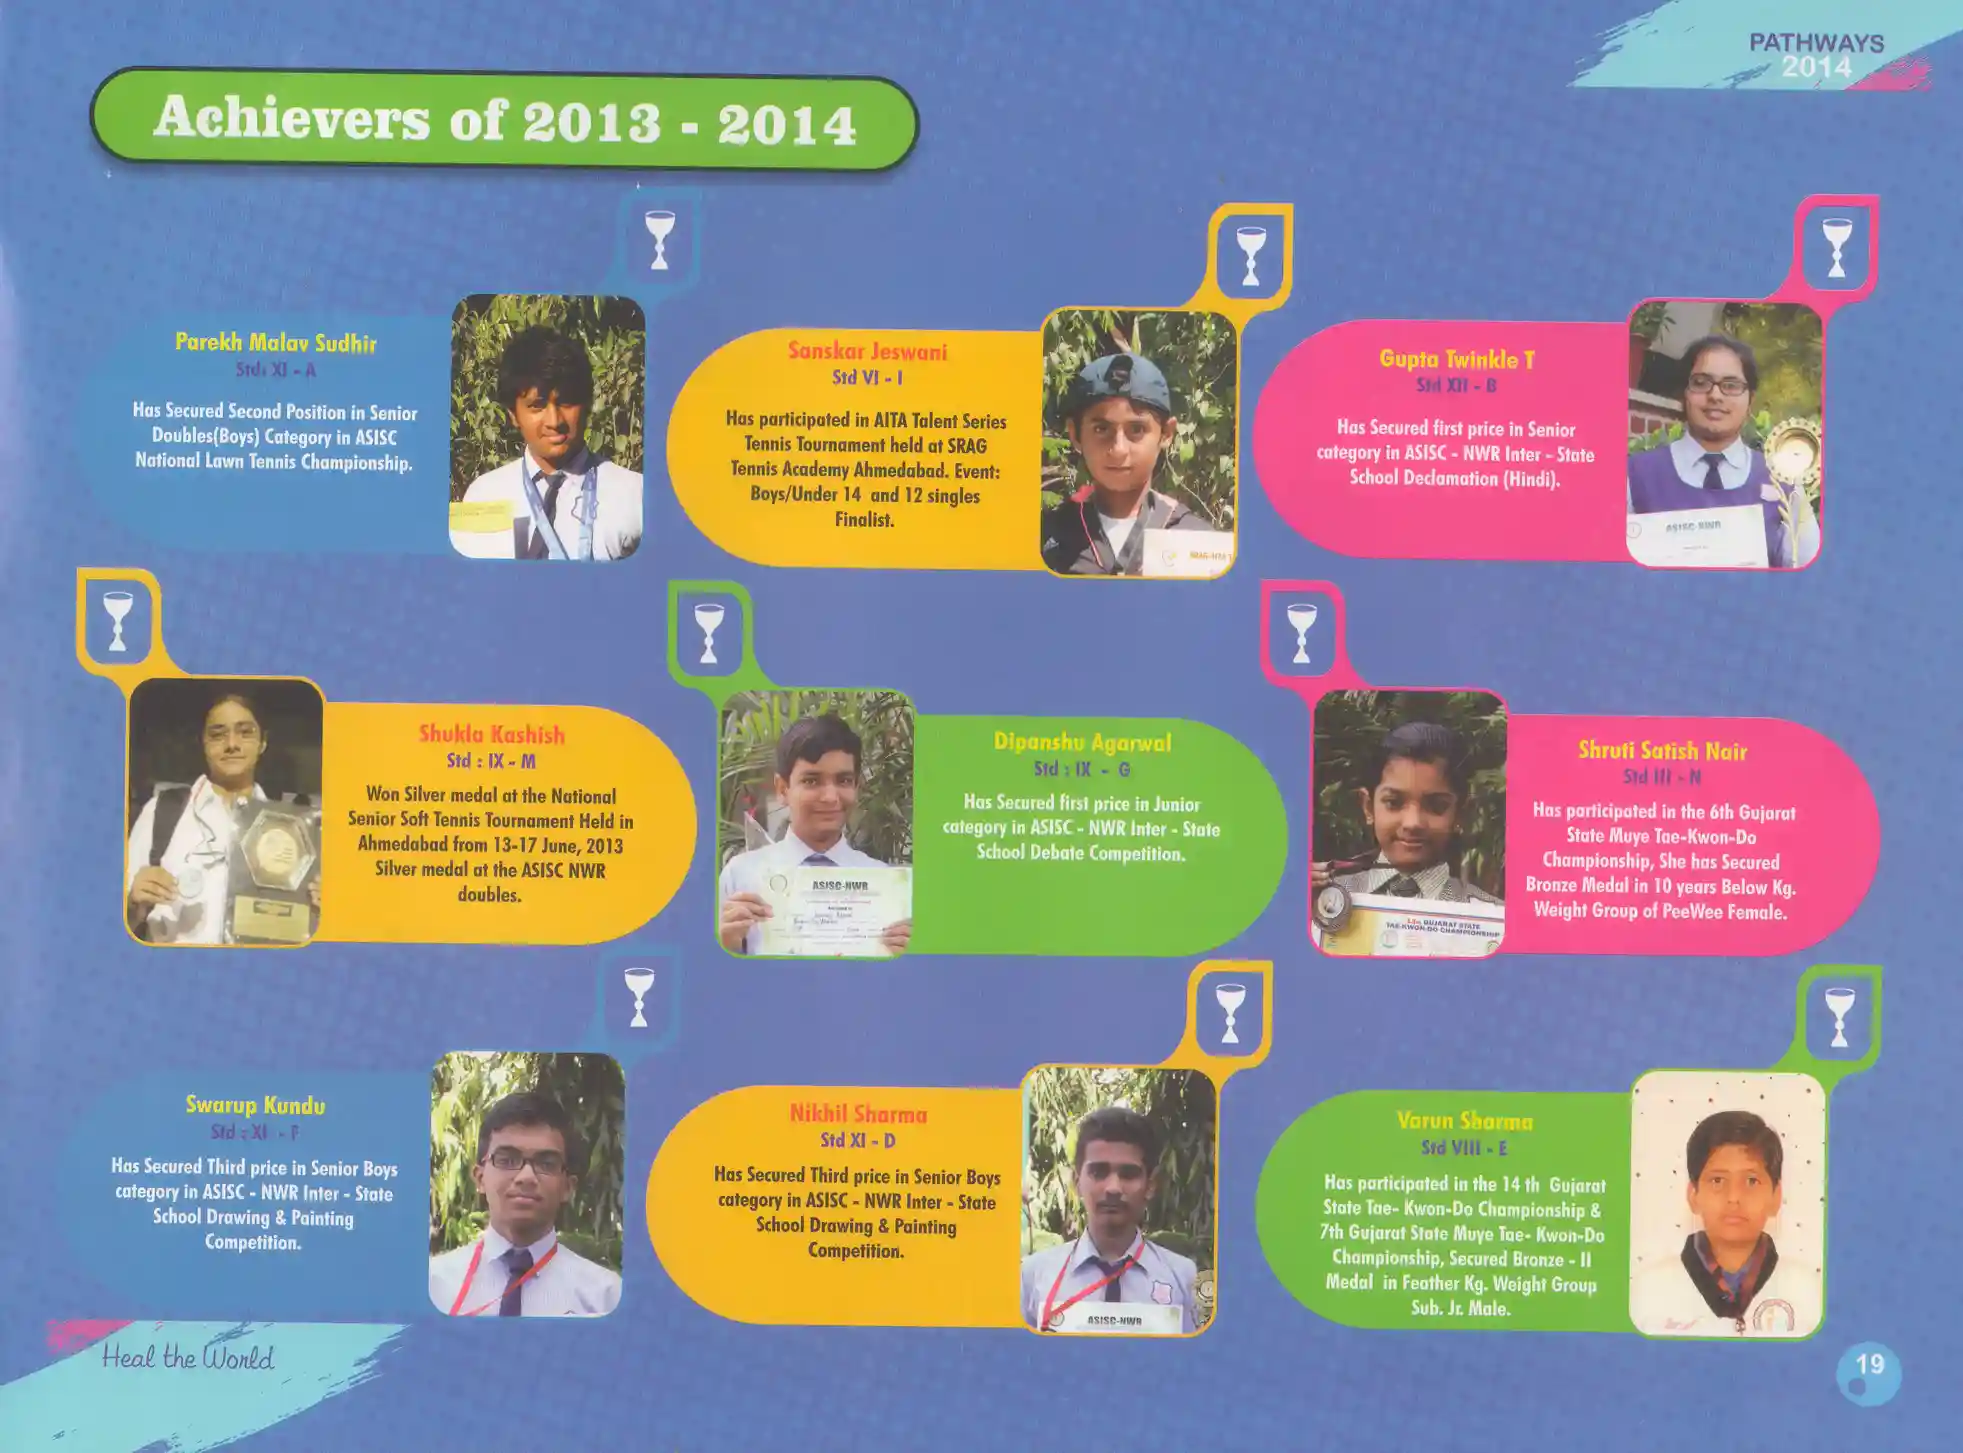 PATHWAYS
2014
Achievers of 2013 - 2014
Parekh Malav Sudhir
Std: XI - A
Has Secured Second Position in Senior
Doubles(Boys) Category in ASISC
National Lawn Tennis Championship.
Sanskar Jeswani
Std VI - I
Has participated in AITA Talent Series
Tennis Tournament held at SRAG
Tennis Academy Ahmedabad. Event:
Boys/Under 14 and 12 singles
Finalist.
Gupta Twinkle T
Std XII - B
Has Secured first price in Senior
category in ASISC - NWR Inter - State
School Declamation (Hindi).
ASISC-NWR
Shukla Kashish
Std : IX - M
Won Silver medal at the National
Senior Soft Tennis Tournament Held in
Ahmedabad from 13-17 June, 2013
Silver medal at the ASISC NWR
doubles.
ASISC-NWR
Dipanshu Agarwal
Std : IX - G
Has Secured first price in Junior
category in ASISC - NWR Inter - State
School Debate Competition.
GUJARAT STATE
TAE-KWON-DO CHAMPIONSHIP
Shruti Satish Nair
Std III - N
Has participated in the 6th Gujarat
State Muye Tae-Kwon-Do
Championship, She has Secured
Bronze Medal in 10 years Below Kg.
Weight Group of PeeWee Female.
Swarup Kundu
Std : XI - F
Has Secured Third price in Senior Boys
category in ASISC - NWR Inter - State
School Drawing & Painting
Competition.
Nikhil Sharma
Std XI - D
Has Secured Third price in Senior Boys
category in ASISC - NWR Inter - State
School Drawing & Painting
Competition.
ASISC-NWR
Varun Sharma
Std VIII - E
Has participated in the 14 th Gujarat
State Tae- Kwon-Do Championship &
7th Gujarat State Muye Tae- Kwon-Do
Championship, Secured Bronze - II
Medal in Feather Kg. Weight Group
Sub. Jr. Male.
Heal the World
19